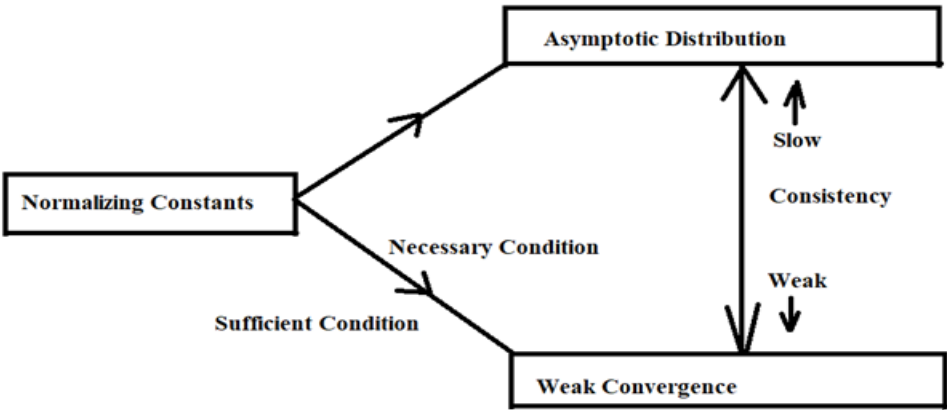 Asymptotic Distribution
Slow
Normalizing Constants
Consistency
Necessary Condition
Weak
Sufficient Condition
Weak Convergence